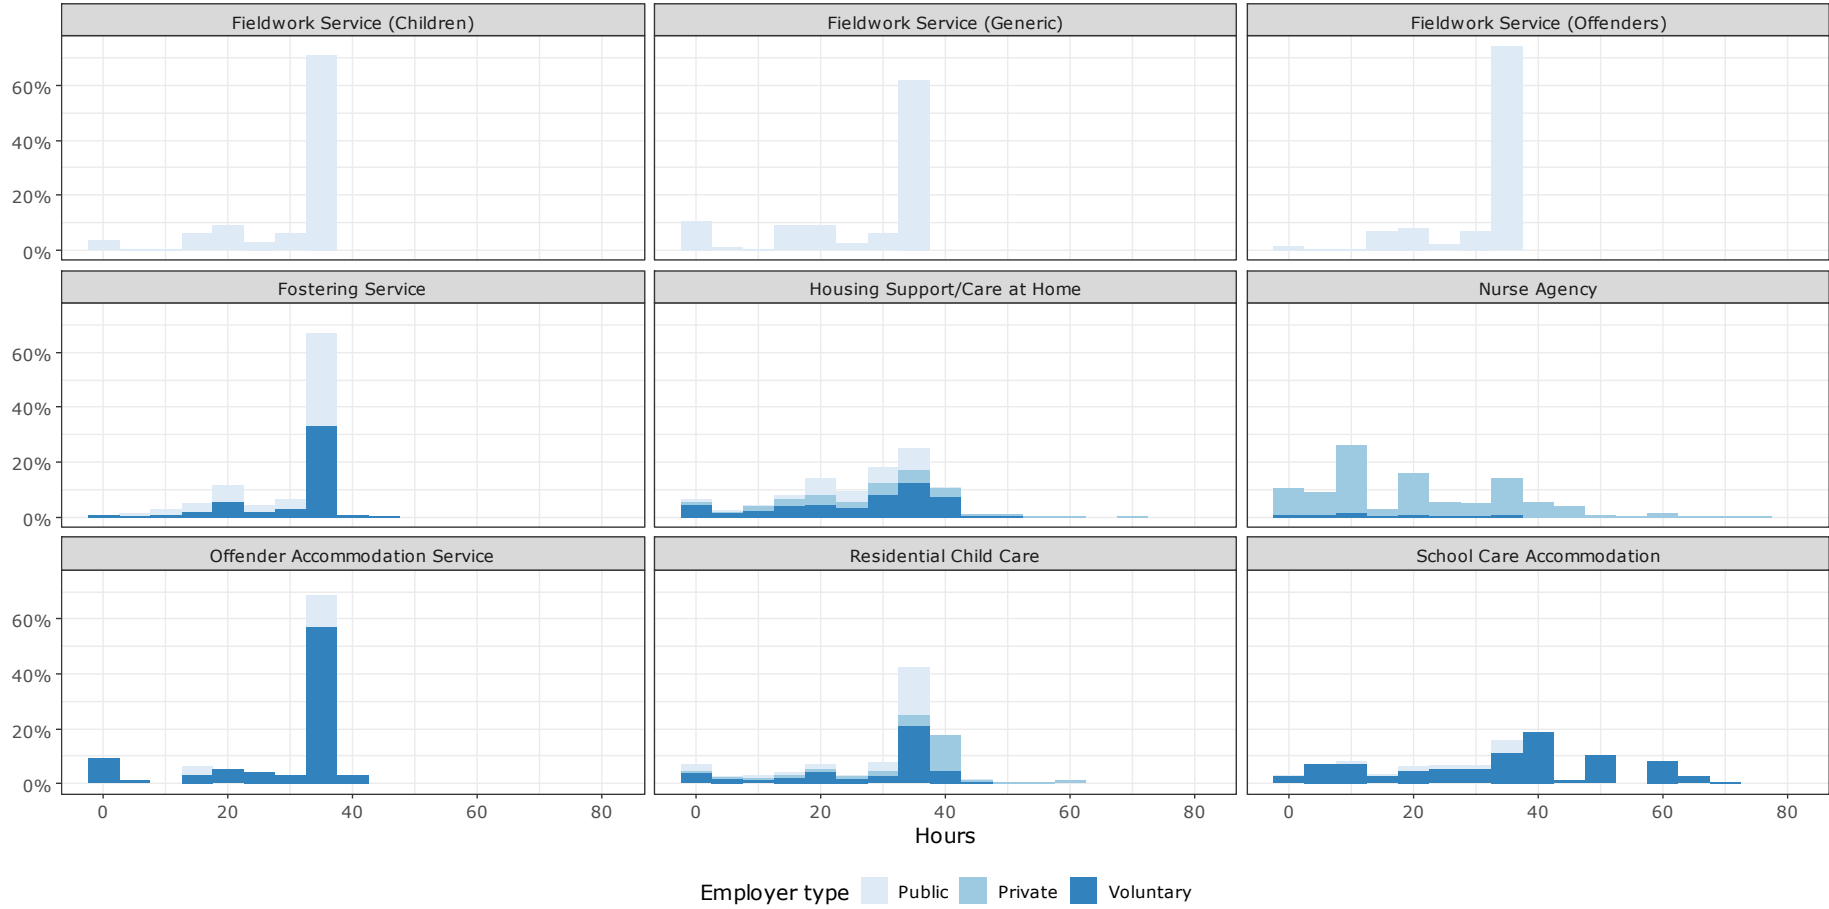 Fieldwork Service (Children) Fieldwork Service (Generic) Fieldwork Service (Offenders)
60%
40%
20%
0%
Fostering Service Housing Support/Care at Home Nurse Agency
60%
40%
20%
0%
Offender Accommodation Service Residential Child Care School Care Accommodation
60%
40%
20%
0%
0 20 40 60 80 0 20 40 60 80 0 20 40 60 80
Hours
Employer type Public Private Voluntary